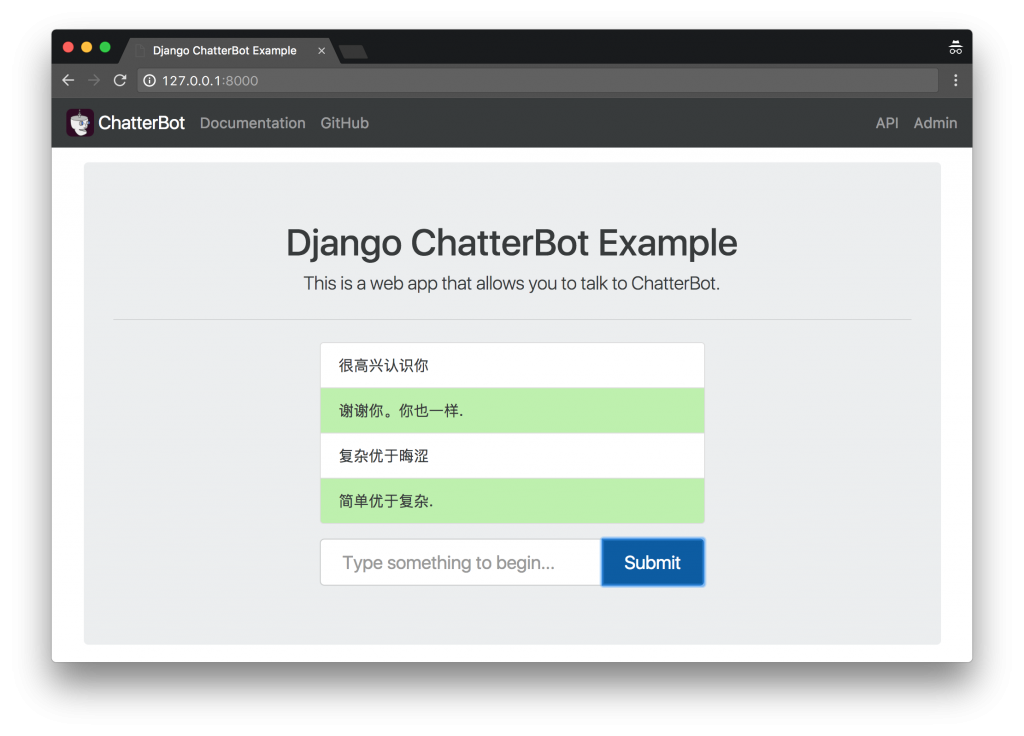 Django ChatterBot Example
127.0.0.1:8000
ChatterBot Documentation GitHub API Admin
Django ChatterBot Example
This is a web app that allows you to talk to ChatterBot.
很高兴认识你
谢谢你。你也一样.
复杂优于晦涩
简单优于复杂.
Type something to begin... Submit